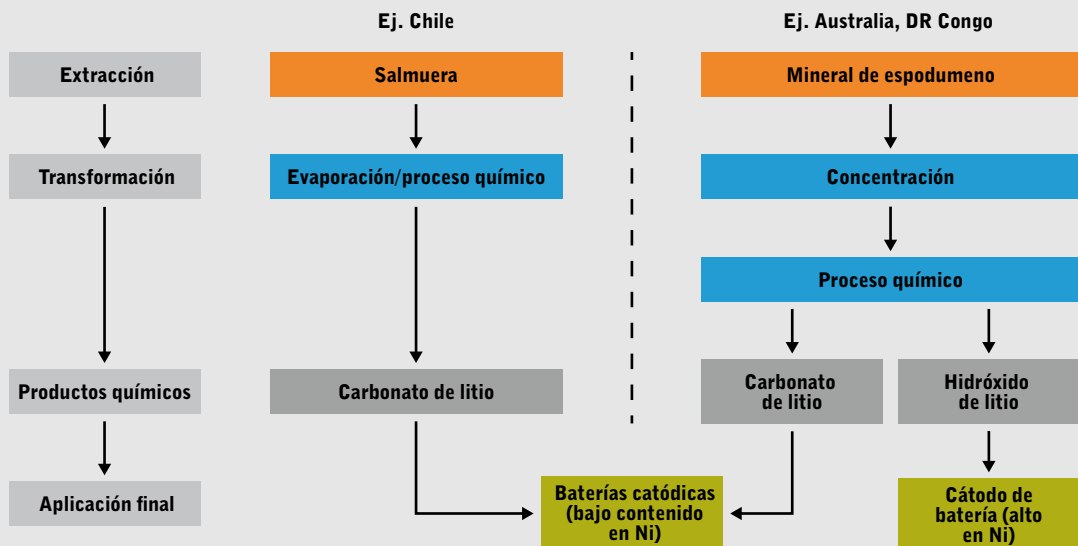 Ej. Chile
Ej. Australia, DR Congo
Extracción
Salmuera
Mineral de espodumeno
Transformación
Evaporación/proceso químico
Concentración
Proceso químico
Productos químicos
Carbonato de litio
Carbonato
de litio
Hidróxido
de litio
Aplicación final
Baterías catódicas
(bajo contenido
en Ni)
Cátodo de
batería (alto
en Ni)